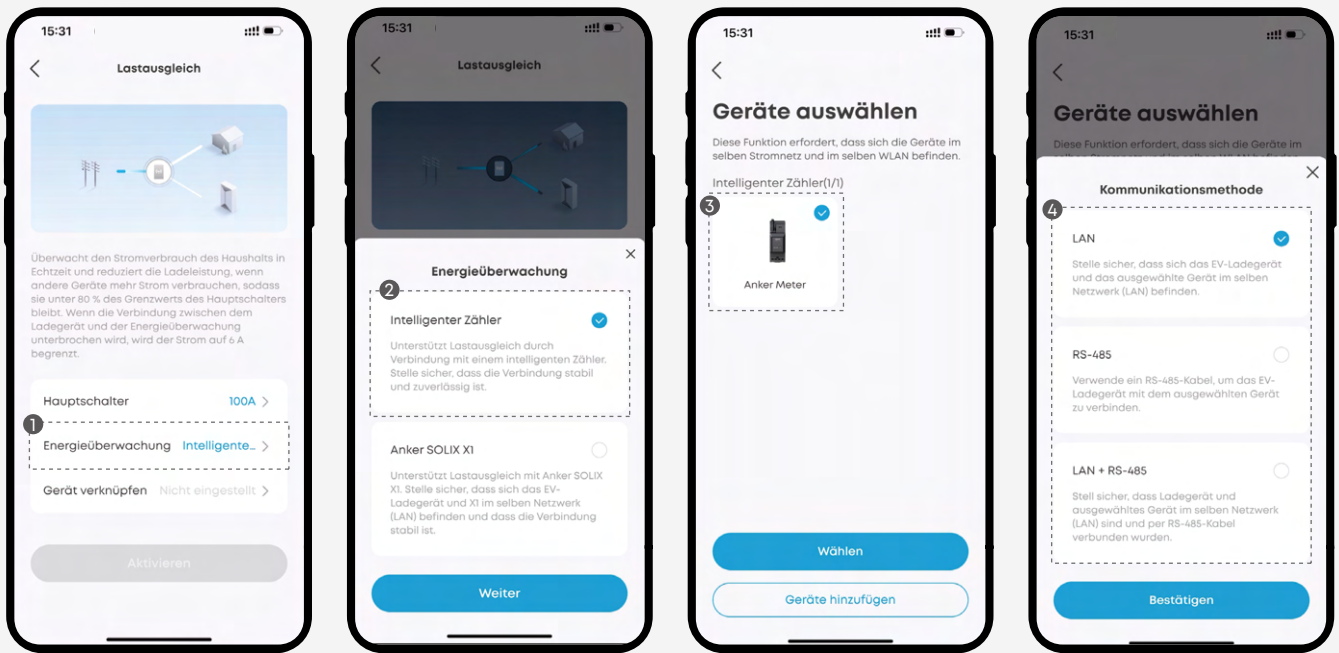 15:31
Lastausgleich
Überwacht den Stromverbrauch des Haushalts in
Echtzeit und reduziert die Ladeleistung, wenn
andere Geräte mehr Strom verbrauchen, sodass
sie unter 80 % des Grenzwerts des Hauptschalters
bleibt. Wenn die Verbindung zwischen dem
Ladegerät und der Energieüberwachung
unterbrochen wird, wird der Strom auf 6 A
begrenzt.
Hauptschalter 100A >
1
Energieüberwachung Intelligente... >
Gerät verknüpfen Nicht eingestellt >
Aktivieren
15:31
Lastausgleich
Energieüberwachung
2
Intelligenter Zähler
Unterstützt Lastausgleich durch
Verbindung mit einem intelligenten Zähler.
Stelle sicher, dass die Verbindung stabil
und zuverlässig ist.
Anker SOLIX X1
Unterstützt Lastausgleich mit Anker SOLIX
X1. Stelle sicher, dass sich das EV-
Ladegerät und X1 im selben Netzwerk
(LAN) befinden und dass die Verbindung
stabil ist.
Weiter
15:31
Geräte auswählen
Diese Funktion erfordert, dass sich die Geräte im
selben Stromnetz und im selben WLAN befinden.
Intelligenter Zähler(1/1)
3
Anker Meter
Wählen
Geräte hinzufügen
15:31
Geräte auswählen
Diese Funktion erfordert, dass sich die Geräte im
Kommunikationsmethode
4
LAN
Stelle sicher, dass sich das EV-Ladegerät
und das ausgewählte Gerät im selben
Netzwerk (LAN) befinden.
RS-485
Verwende ein RS-485-Kabel, um das EV-
Ladegerät mit dem ausgewählten Gerät
zu verbinden.
LAN + RS-485
Stell sicher, dass Ladegerät und
ausgewähltes Gerät im selben Netzwerk
(LAN) sind und per RS-485-Kabel
verbunden wurden.
Bestätigen